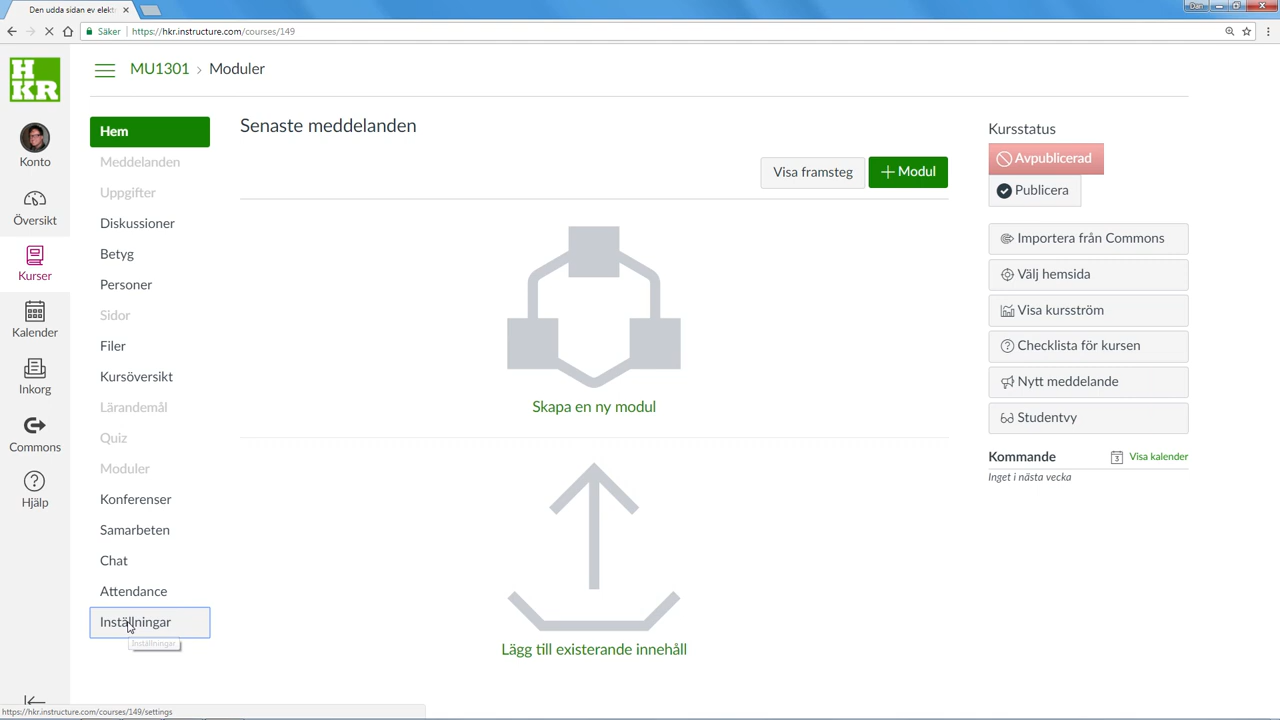 Den udda sidan ev elekt
Dan
Säker
https://hkr.instructure.com/courses/149
HKR
MU1301 › Moduler
Konto
Översikt
Kurser
Kalender
Inkorg
Commons
Hjälp
Hem
Meddelanden
Uppgifter
Diskussioner
Betyg
Personer
Sidor
Filer
Kursöversikt
Lärandemål
Quiz
Moduler
Konferenser
Samarbeten
Chat
Attendance
Inställningar
Inställningar
Senaste meddelanden
Visa framsteg
+ Modul
Skapa en ny modul
Lägg till existerande innehåll
Kursstatus
Avpublicerad
Publicera
Importera från Commons
Välj hemsida
Visa kursström
Checklista för kursen
Nytt meddelande
Studentvy
Kommande
3 Visa kalender
Inget i nästa vecka
https://hkr.instructure.com/courses/149/settings